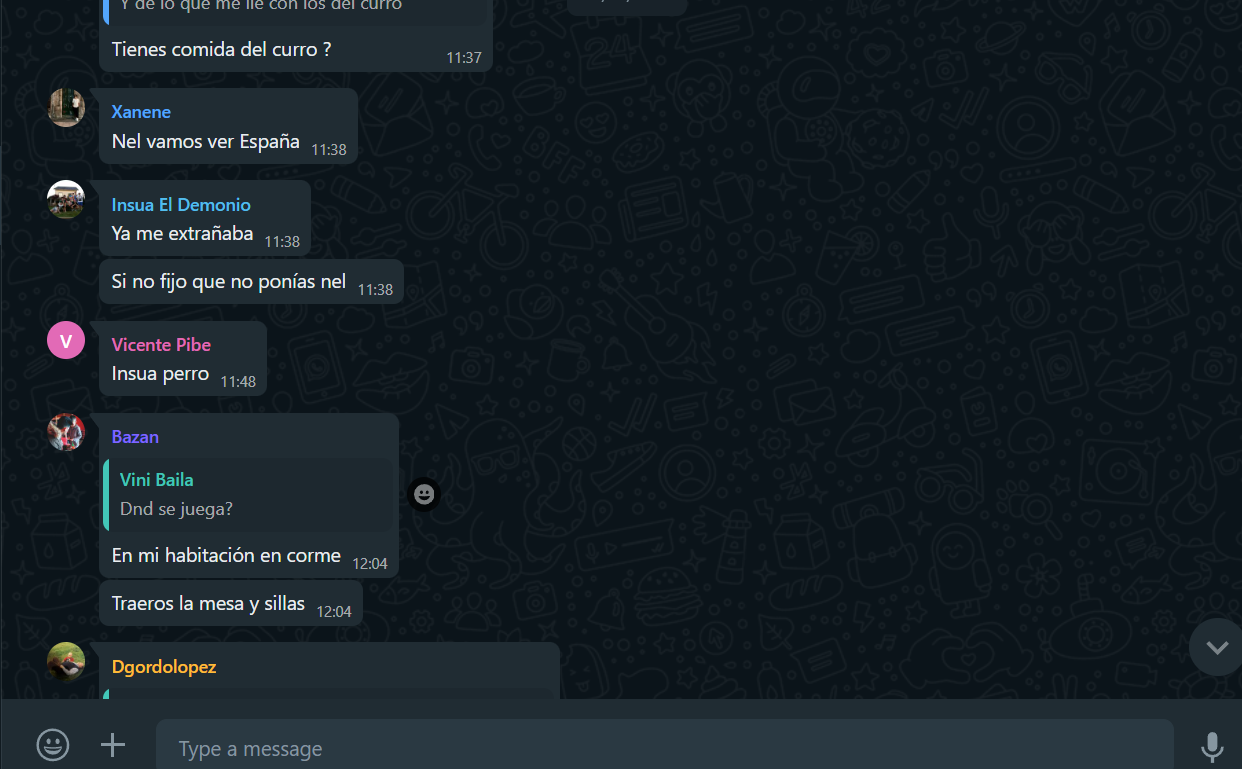 Y de lo que me lie con los del curro
Tienes comida del curro ?
11:37
Xanene
Nel vamos ver España
11:38
Insua El Demonio
Ya me extrañaba
11:38
Si no fijo que no ponías nel
11:38
V
Vicente Pibe
Insua perro
11:48
Bazan
Vini Baila
Dnd se juega?
En mi habitación en corme
12:04
Traeros la mesa y sillas
12:04
Dgordolopez
Type a message